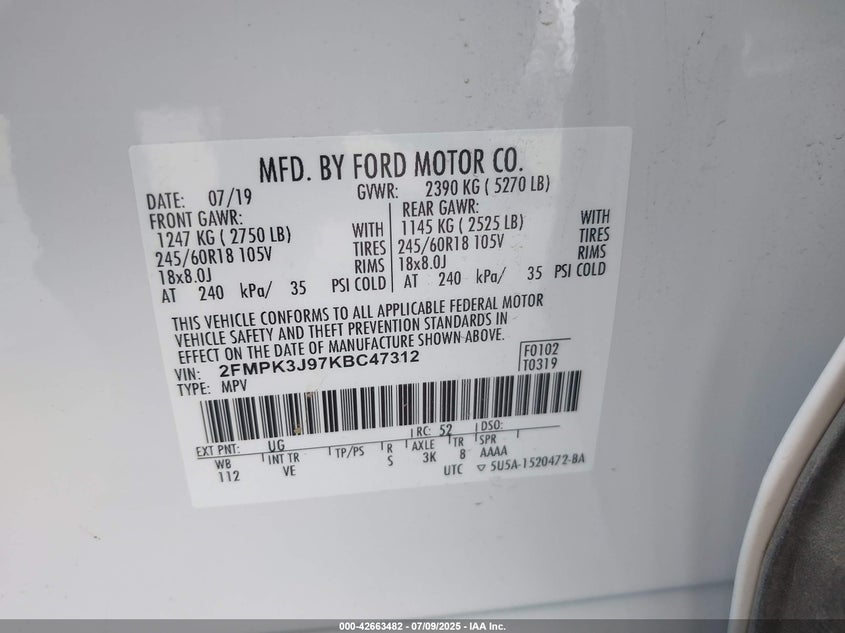 MFD. BY FORD MOTOR CO.
DATE: 07/19 GVWR: 2390 KG ( 5270 LB)
FRONT GAWR: REAR GAWR:
1247 KG ( 2750 LB) WITH 1145 KG ( 2525 LB) WITH
245/60R18 105V TIRES 245/60R18 105V TIRES
18x8.0J RIMS 18x8.0J RIMS
AT 240 kPa/ 35 PSI COLD AT 240 kPa/ 35 PSI COLD
THIS VEHICLE CONFORMS TO ALL APPLICABLE FEDERAL MOTOR
VEHICLE SAFETY AND THEFT PREVENTION STANDARDS IN
EFFECT ON THE DATE OF MANUFACTURE SHOWN ABOVE.
VIN: 2FMPK3J97KBC47312 F0102
TYPE: MPV T0319
EXT PNT: UG RC: 52 DSO:
WB INT TR TP/PS R AXLE TR SPR
112 VE S 3K 8 AAAA
UTC ▽ 5U5A-1520472-BA
000-42663482 / 07/09/2025 - IAA Inc.